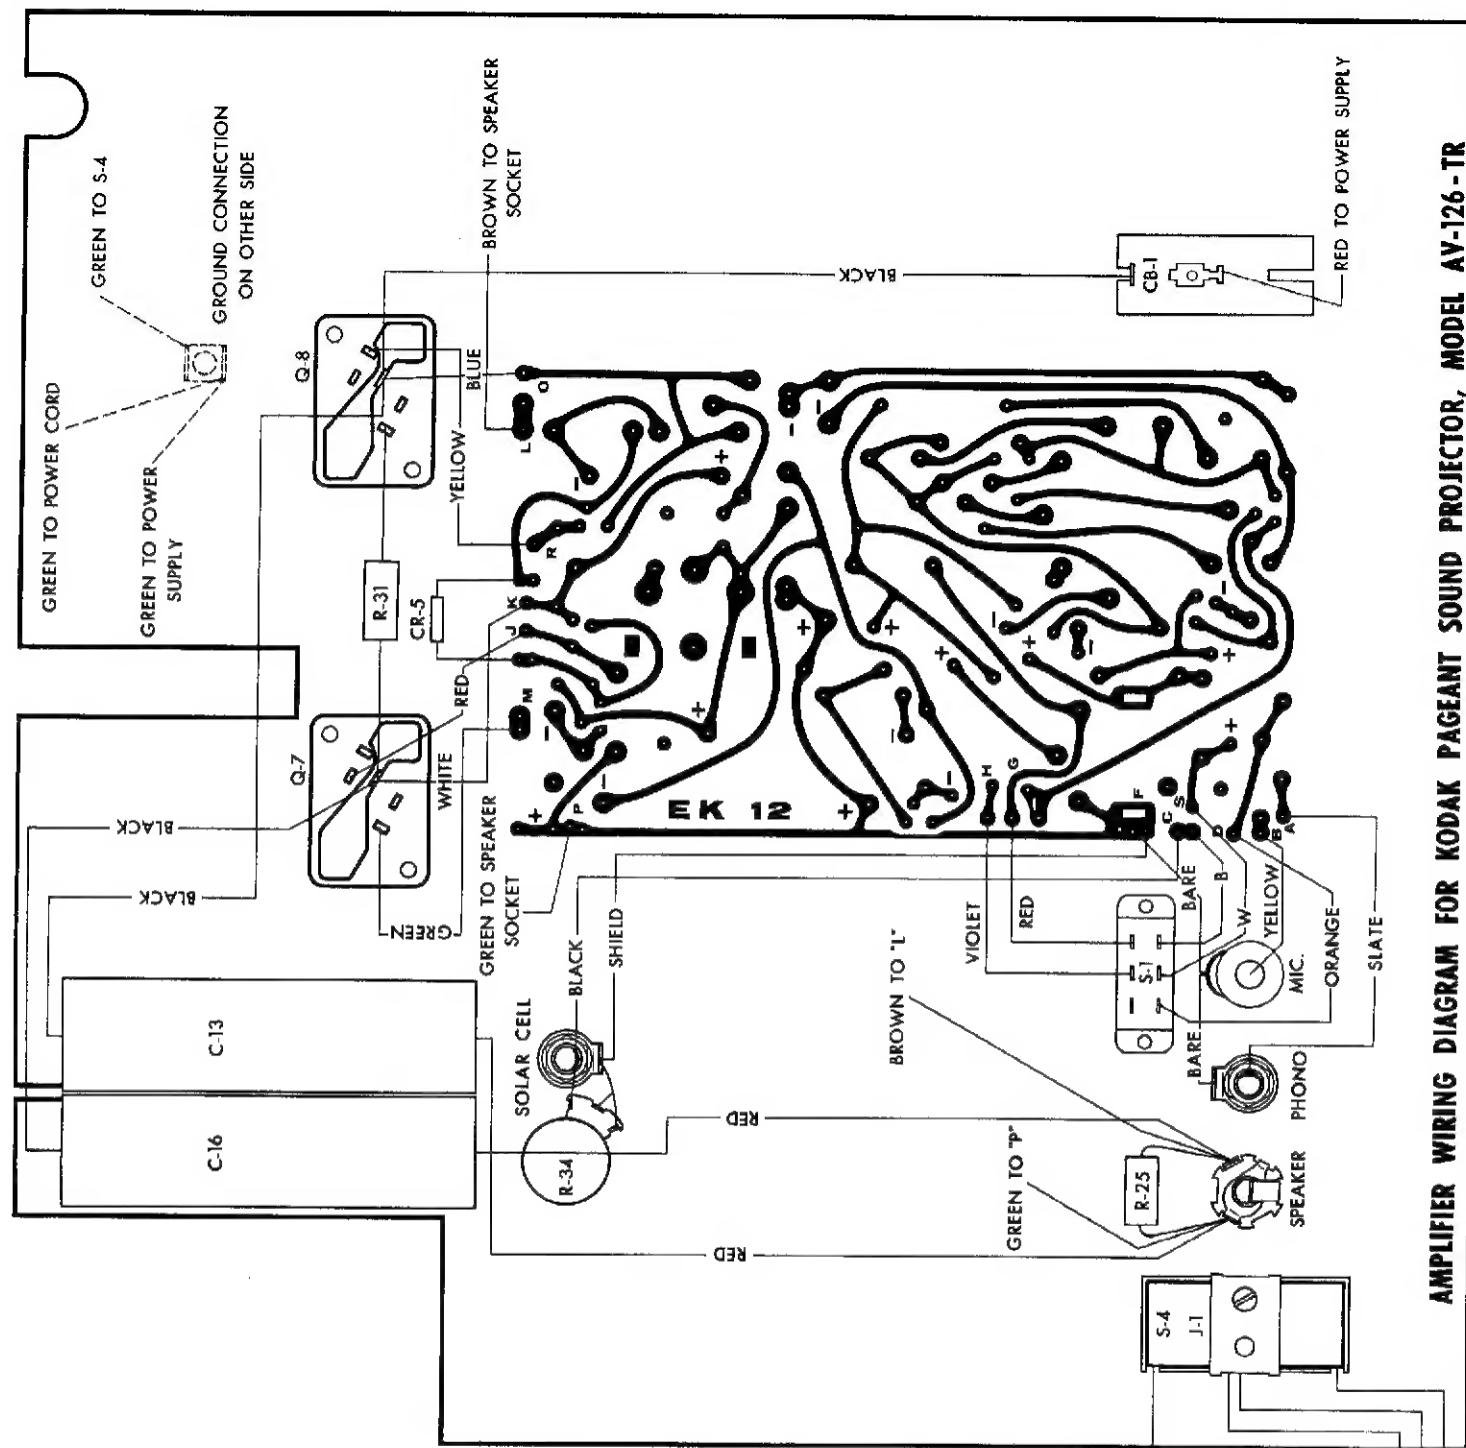 GREEN TO POWER CORD
GREEN TO S-4
GREEN TO POWER
SUPPLY
GROUND CONNECTION
ON OTHER SIDE
Q-8
Q-7
R-31
CR-5
BLACK
BLACK
GREEN
WHITE
RED
YELLOW
BLUE
BROWN TO SPEAKER
SOCKET
BLACK
CB-1
RED TO POWER SUPPLY
C-13
C-16
SOLAR CELL
R-34
GREEN TO SPEAKER
SOCKET
BLACK
SHIELD
RED
RED
M
J
K
R
L
O
P
EK 12
H
G
F
C
S
D
B
A
VIOLET
RED
BARE
B
W
YELLOW
ORANGE
SLATE
S-1
MIC.
BARE
PHONO
BROWN TO "L"
GREEN TO "P"
R-25
SPEAKER
S-4
J-1
AMPLIFIER WIRING DIAGRAM FOR KODAK PAGEANT SOUND PROJECTOR, MODEL AV-126-TR